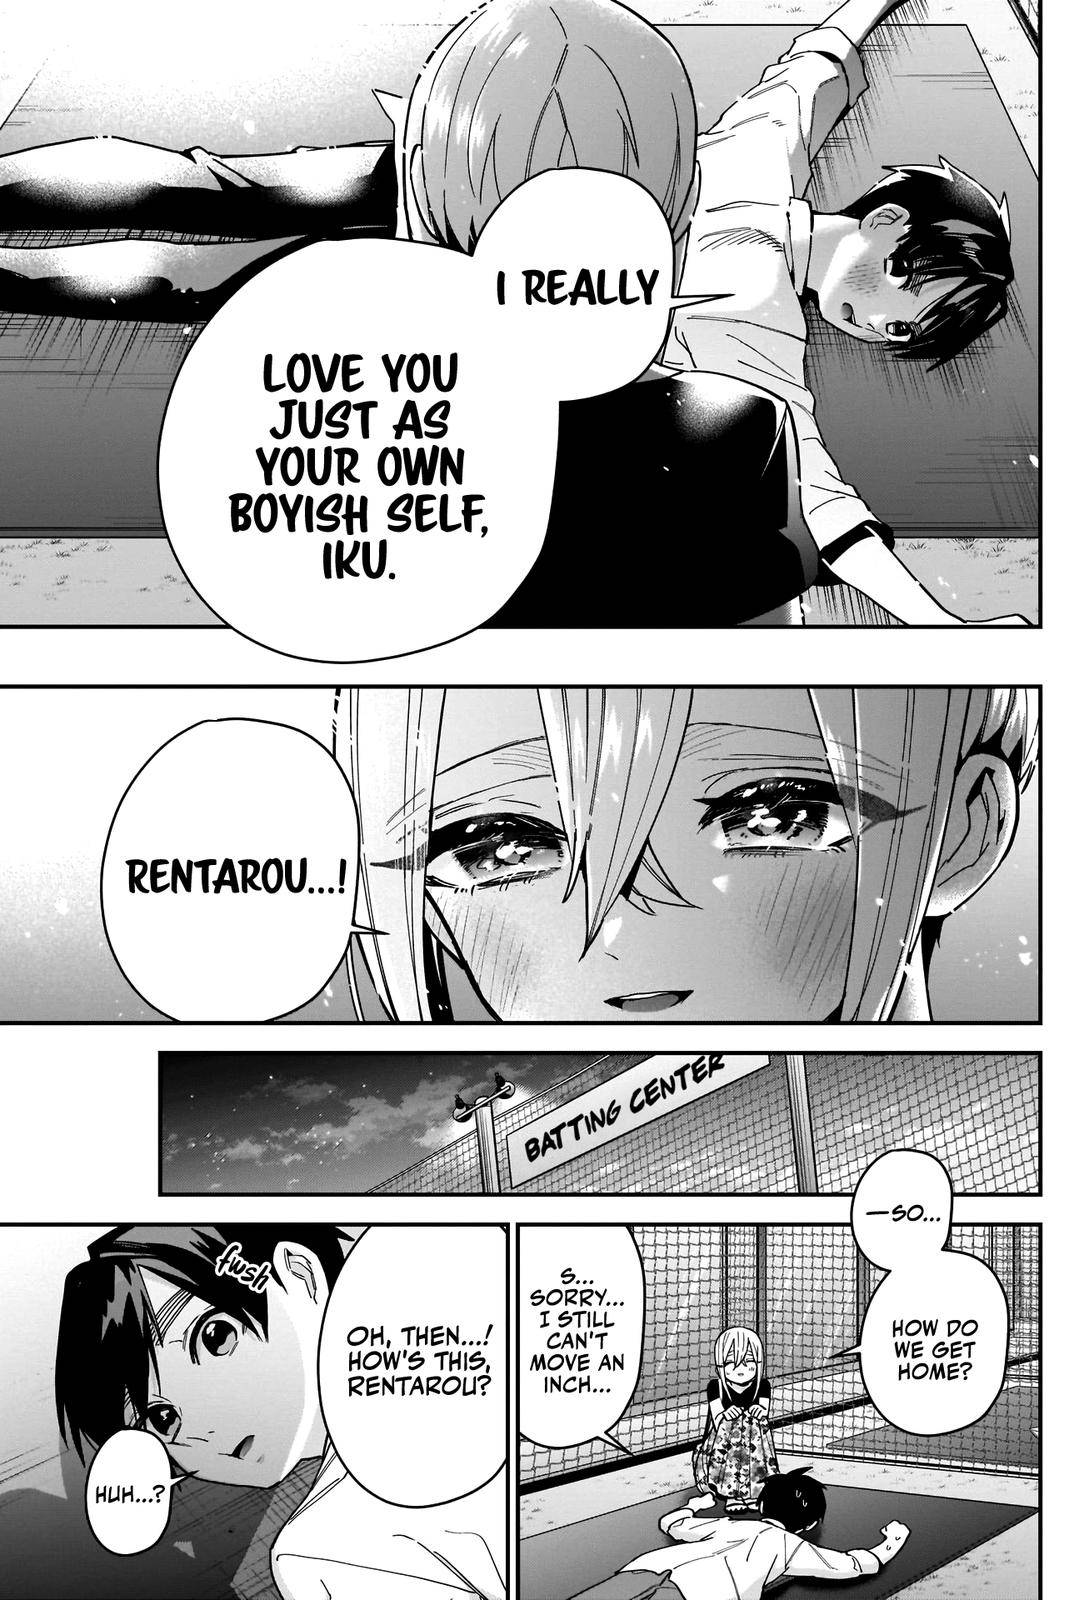 I REALLY
LOVE YOU
JUST AS
YOUR OWN
BOYISH SELF,
IKU.
RENTAROU...!
BATTING CENTER
—SO...
HOW DO
WE GET
HOME?
S...
SORRY...
I STILL
CAN'T
MOVE AN
INCH...
OH, THEN...!
HOW'S THIS,
RENTAROU?
fwsh
HUH...?